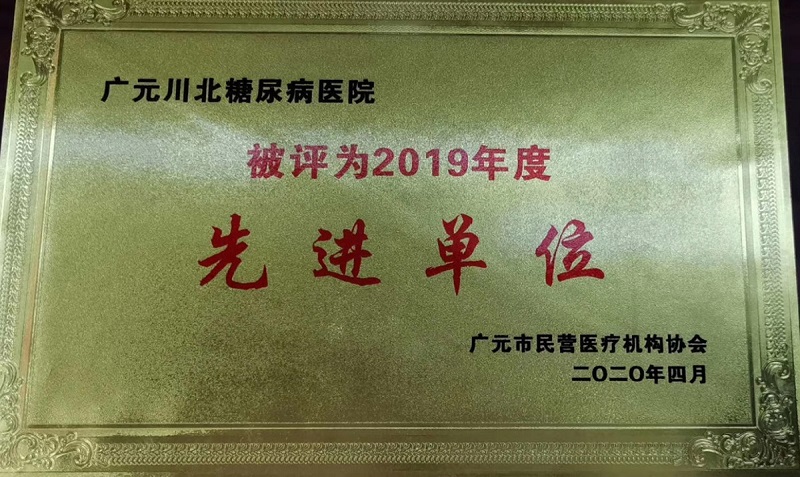 广元川北糖尿病医院
被评为2019年度
先进单位
广元市民营医疗机构协会
二〇二〇年四月